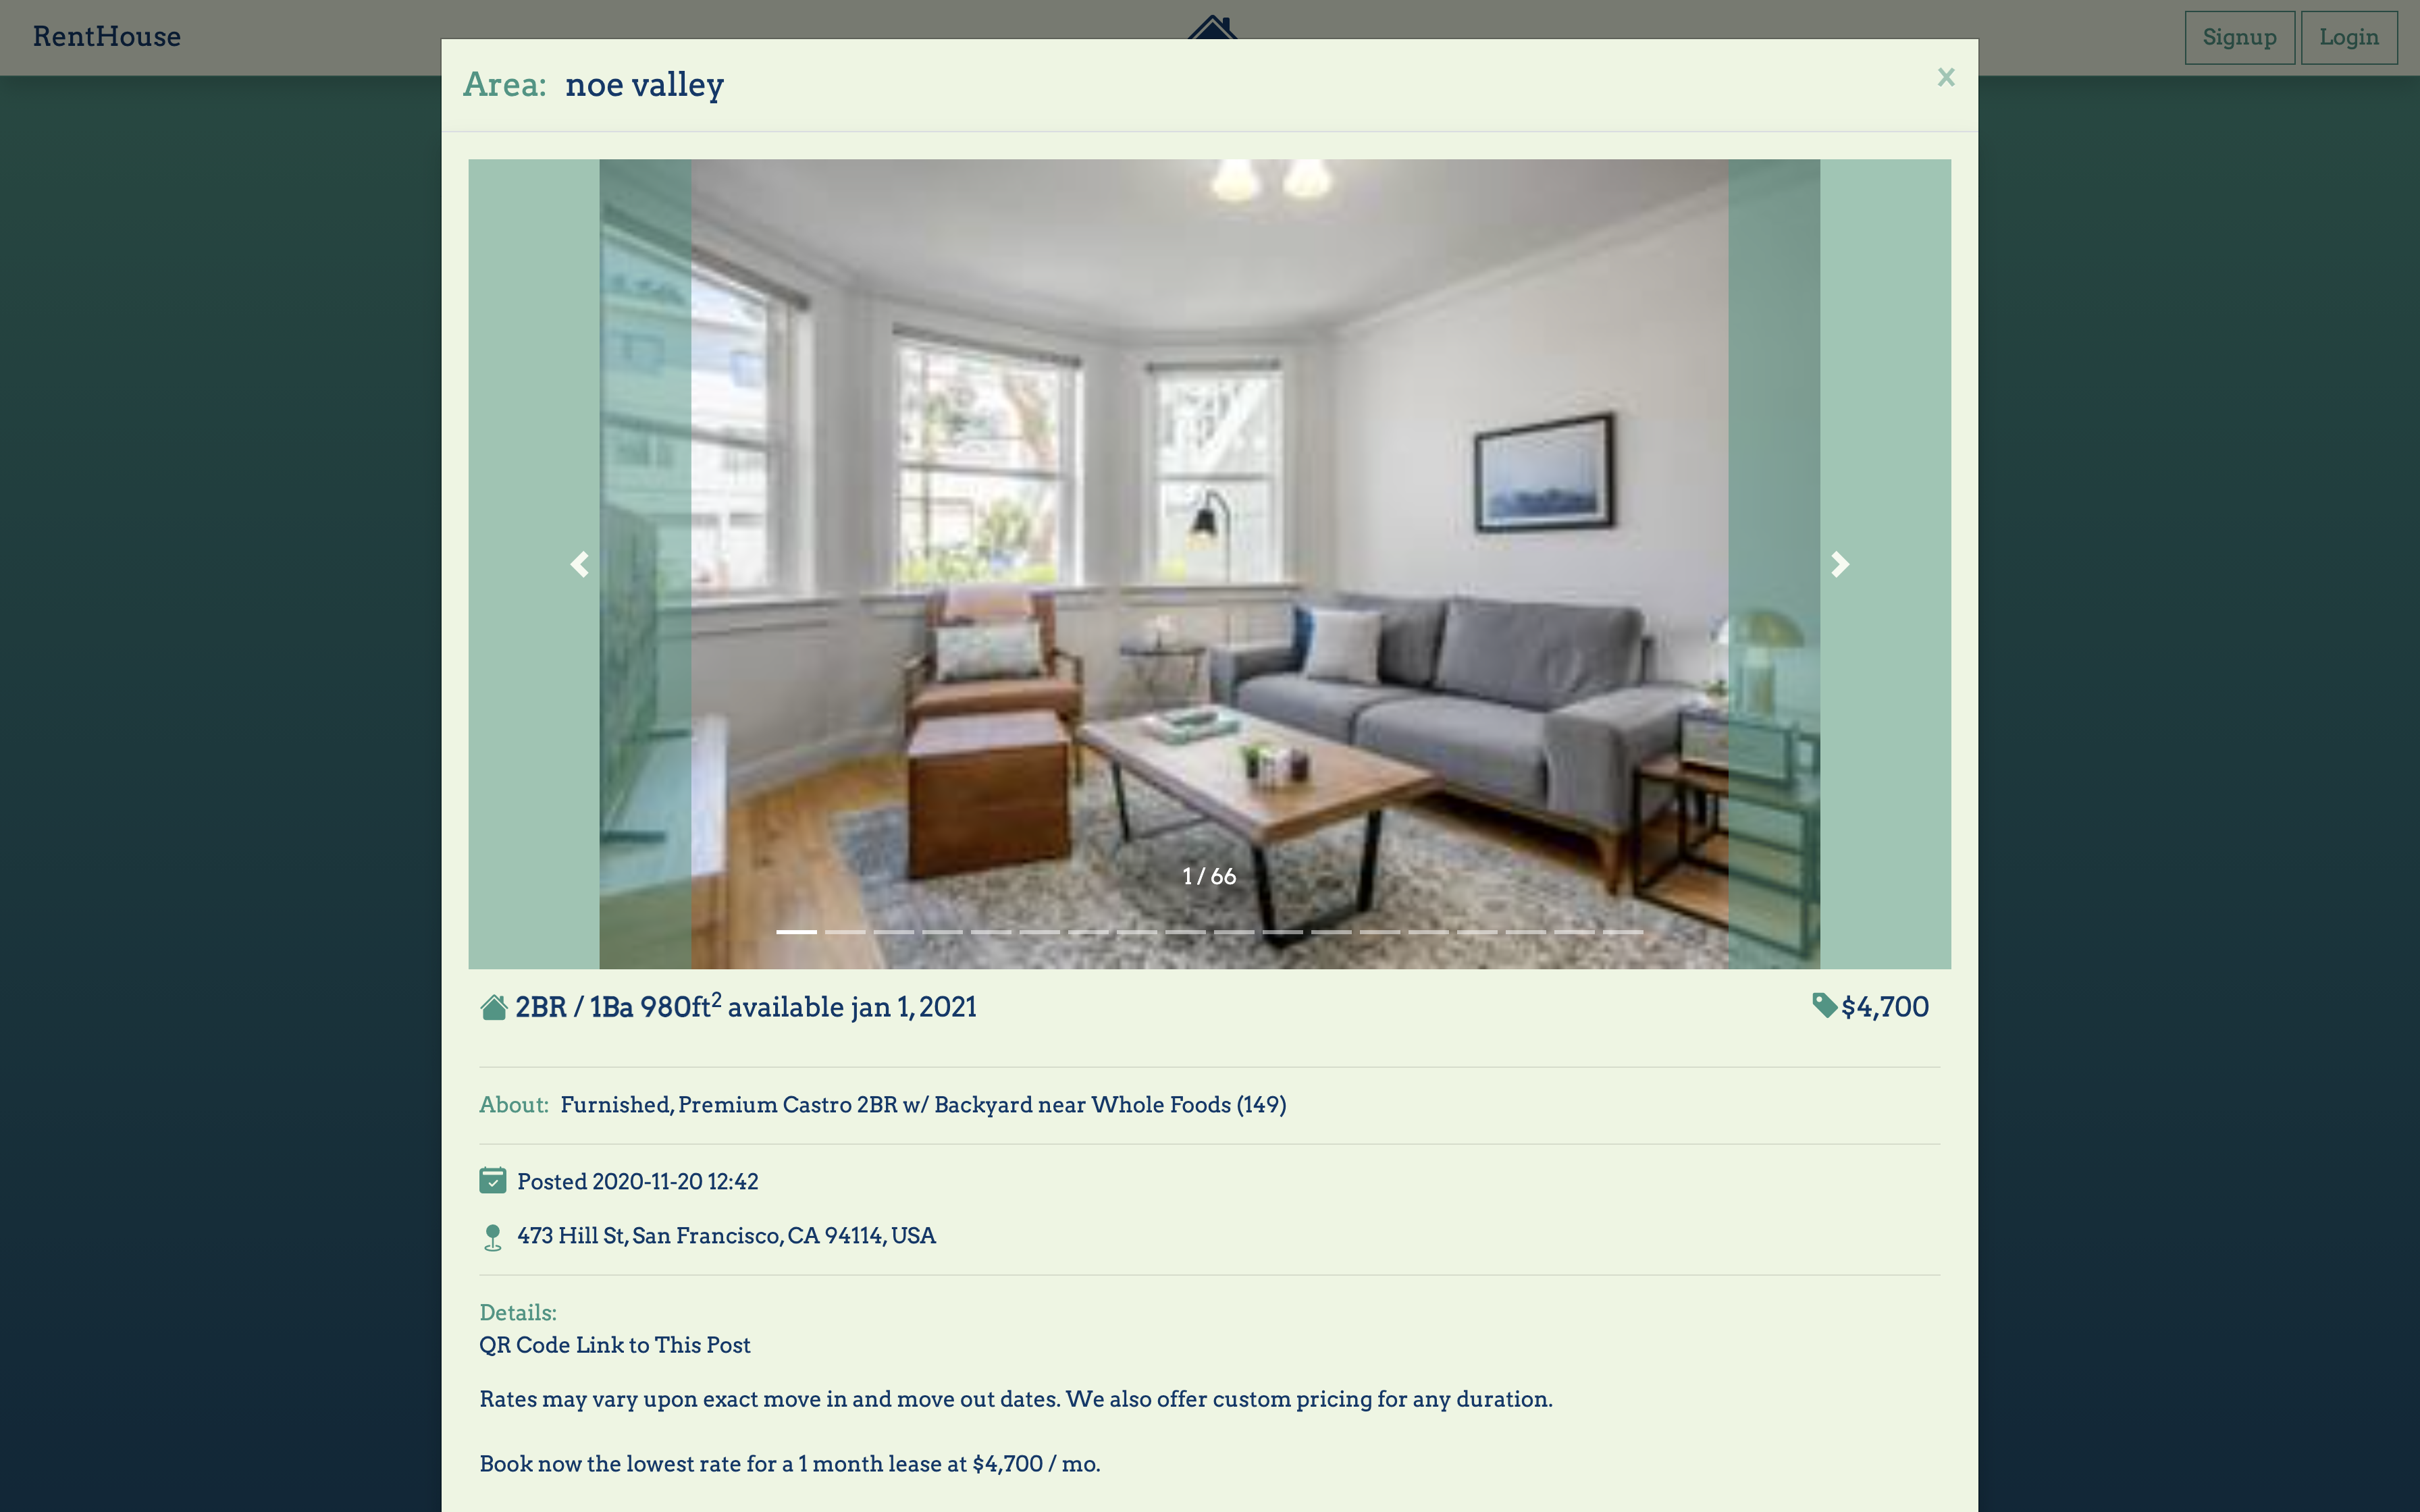 RentHouse
Signup
Login
Area: noe valley
×
1 / 66
2BR / 1Ba 980ft² available jan 1, 2021
$4,700
About: Furnished, Premium Castro 2BR w/ Backyard near Whole Foods (149)
Posted 2020-11-20 12:42
473 Hill St, San Francisco, CA 94114, USA
Details:
QR Code Link to This Post
Rates may vary upon exact move in and move out dates. We also offer custom pricing for any duration.
Book now the lowest rate for a 1 month lease at $4,700 / mo.